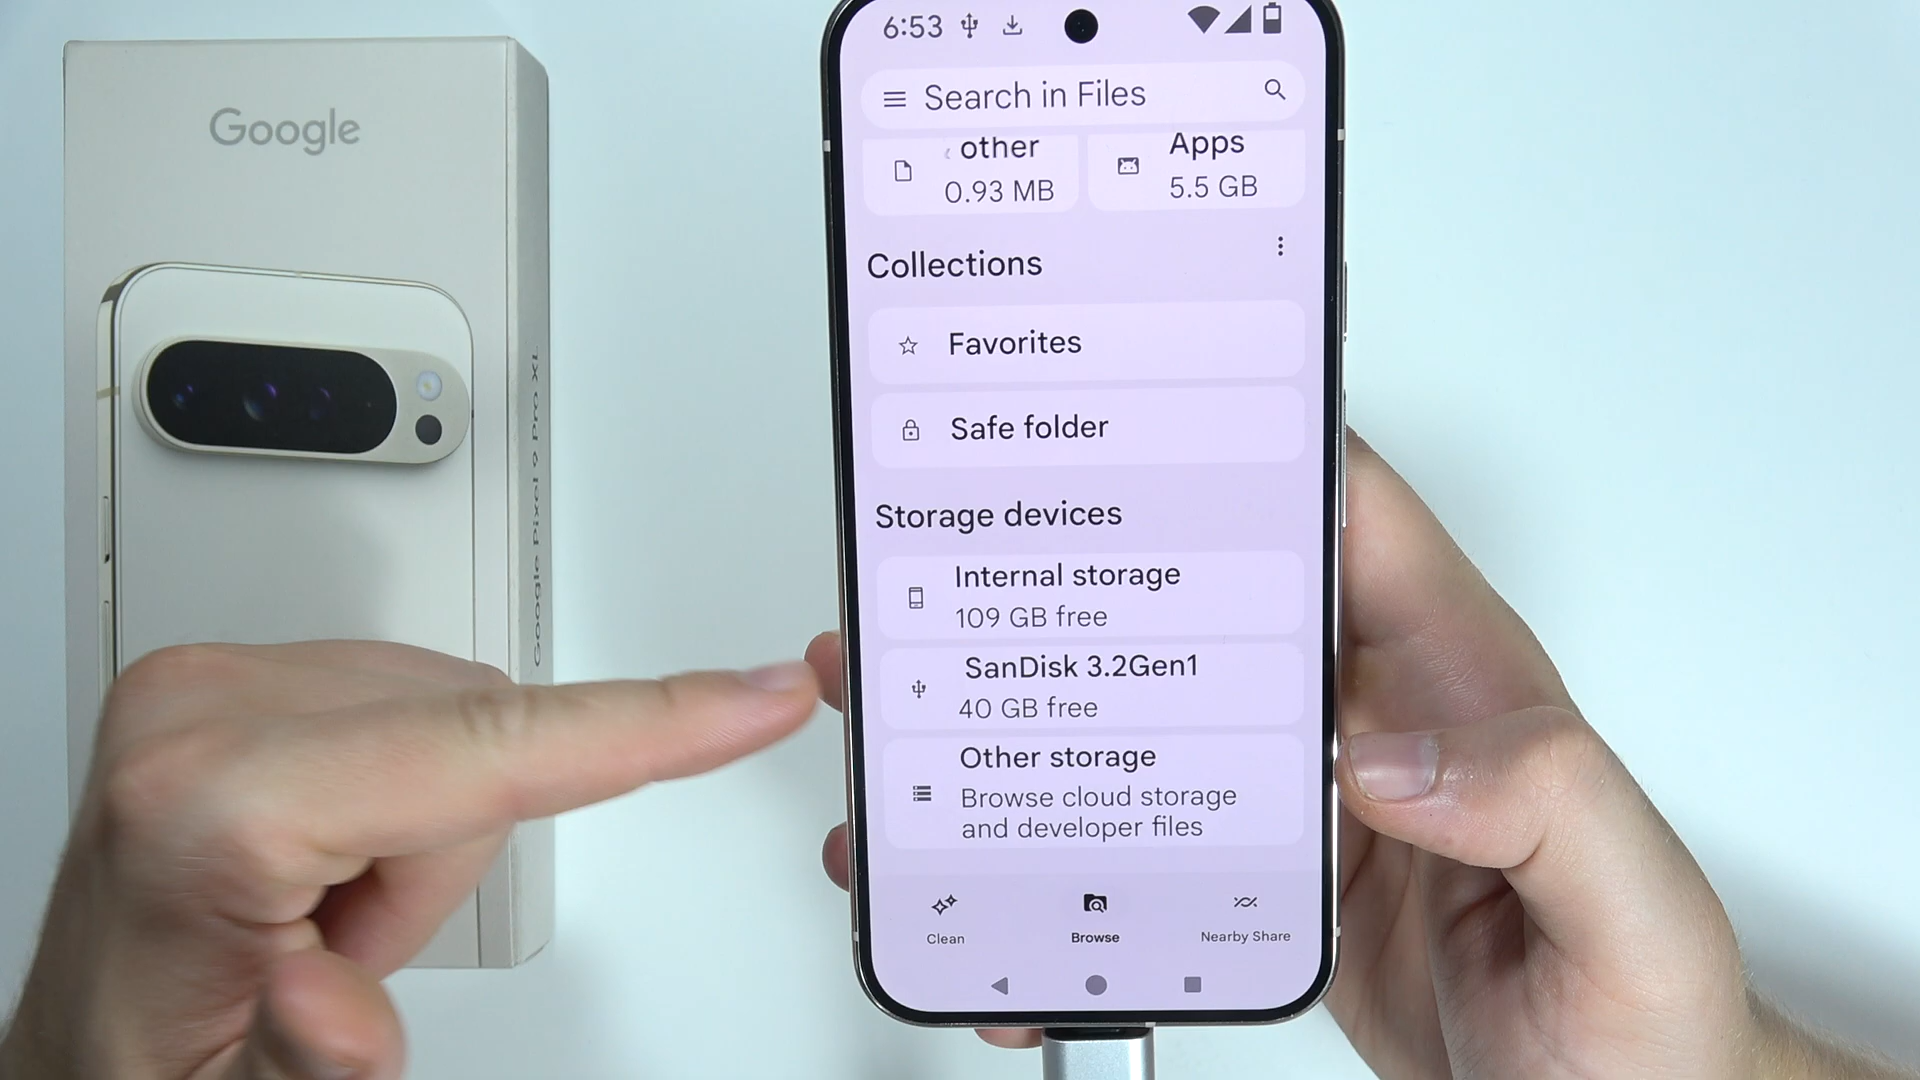 Google
Google Pixel 9 Pro XL
6:53
Search in Files
other
0.93 MB
Apps
5.5 GB
Collections
Favorites
Safe folder
Storage devices
Internal storage
109 GB free
SanDisk 3.2Gen1
40 GB free
Other storage
Browse cloud storage
and developer files
Clean
Browse
Nearby Share